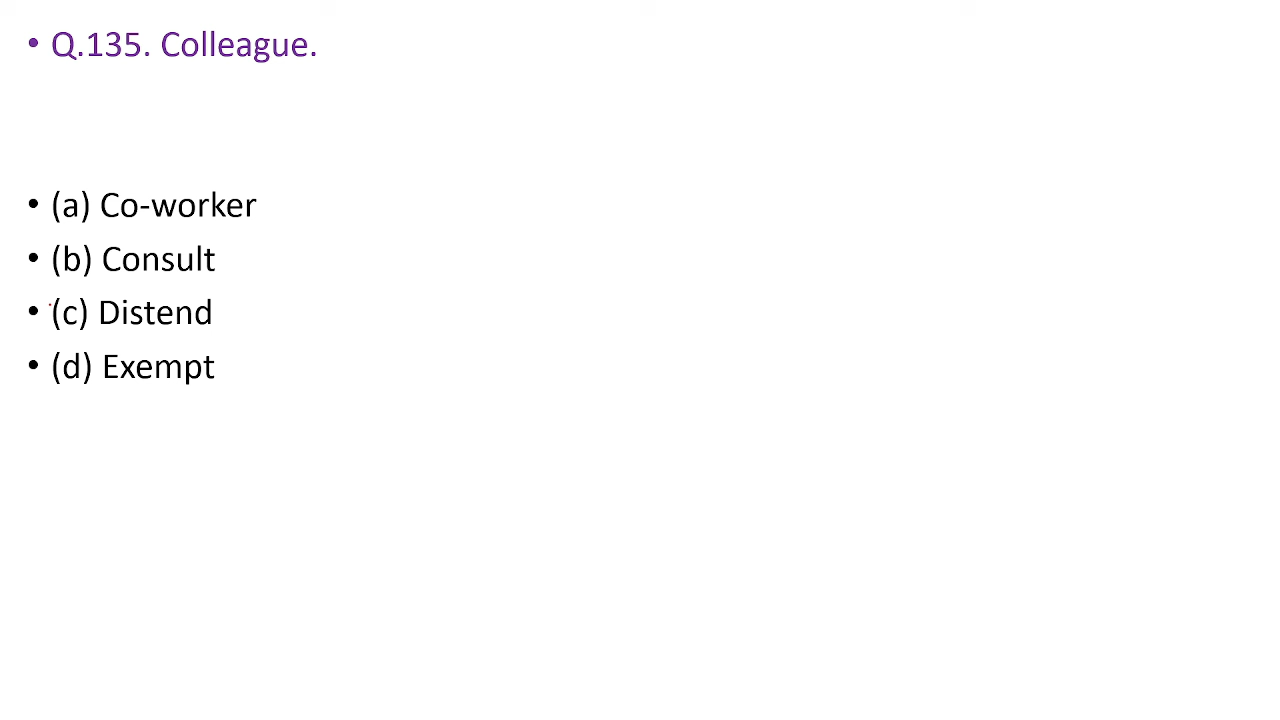 • Q.135. Colleague.
• (a) Co-worker
• (b) Consult
• (c) Distend
• (d) Exempt